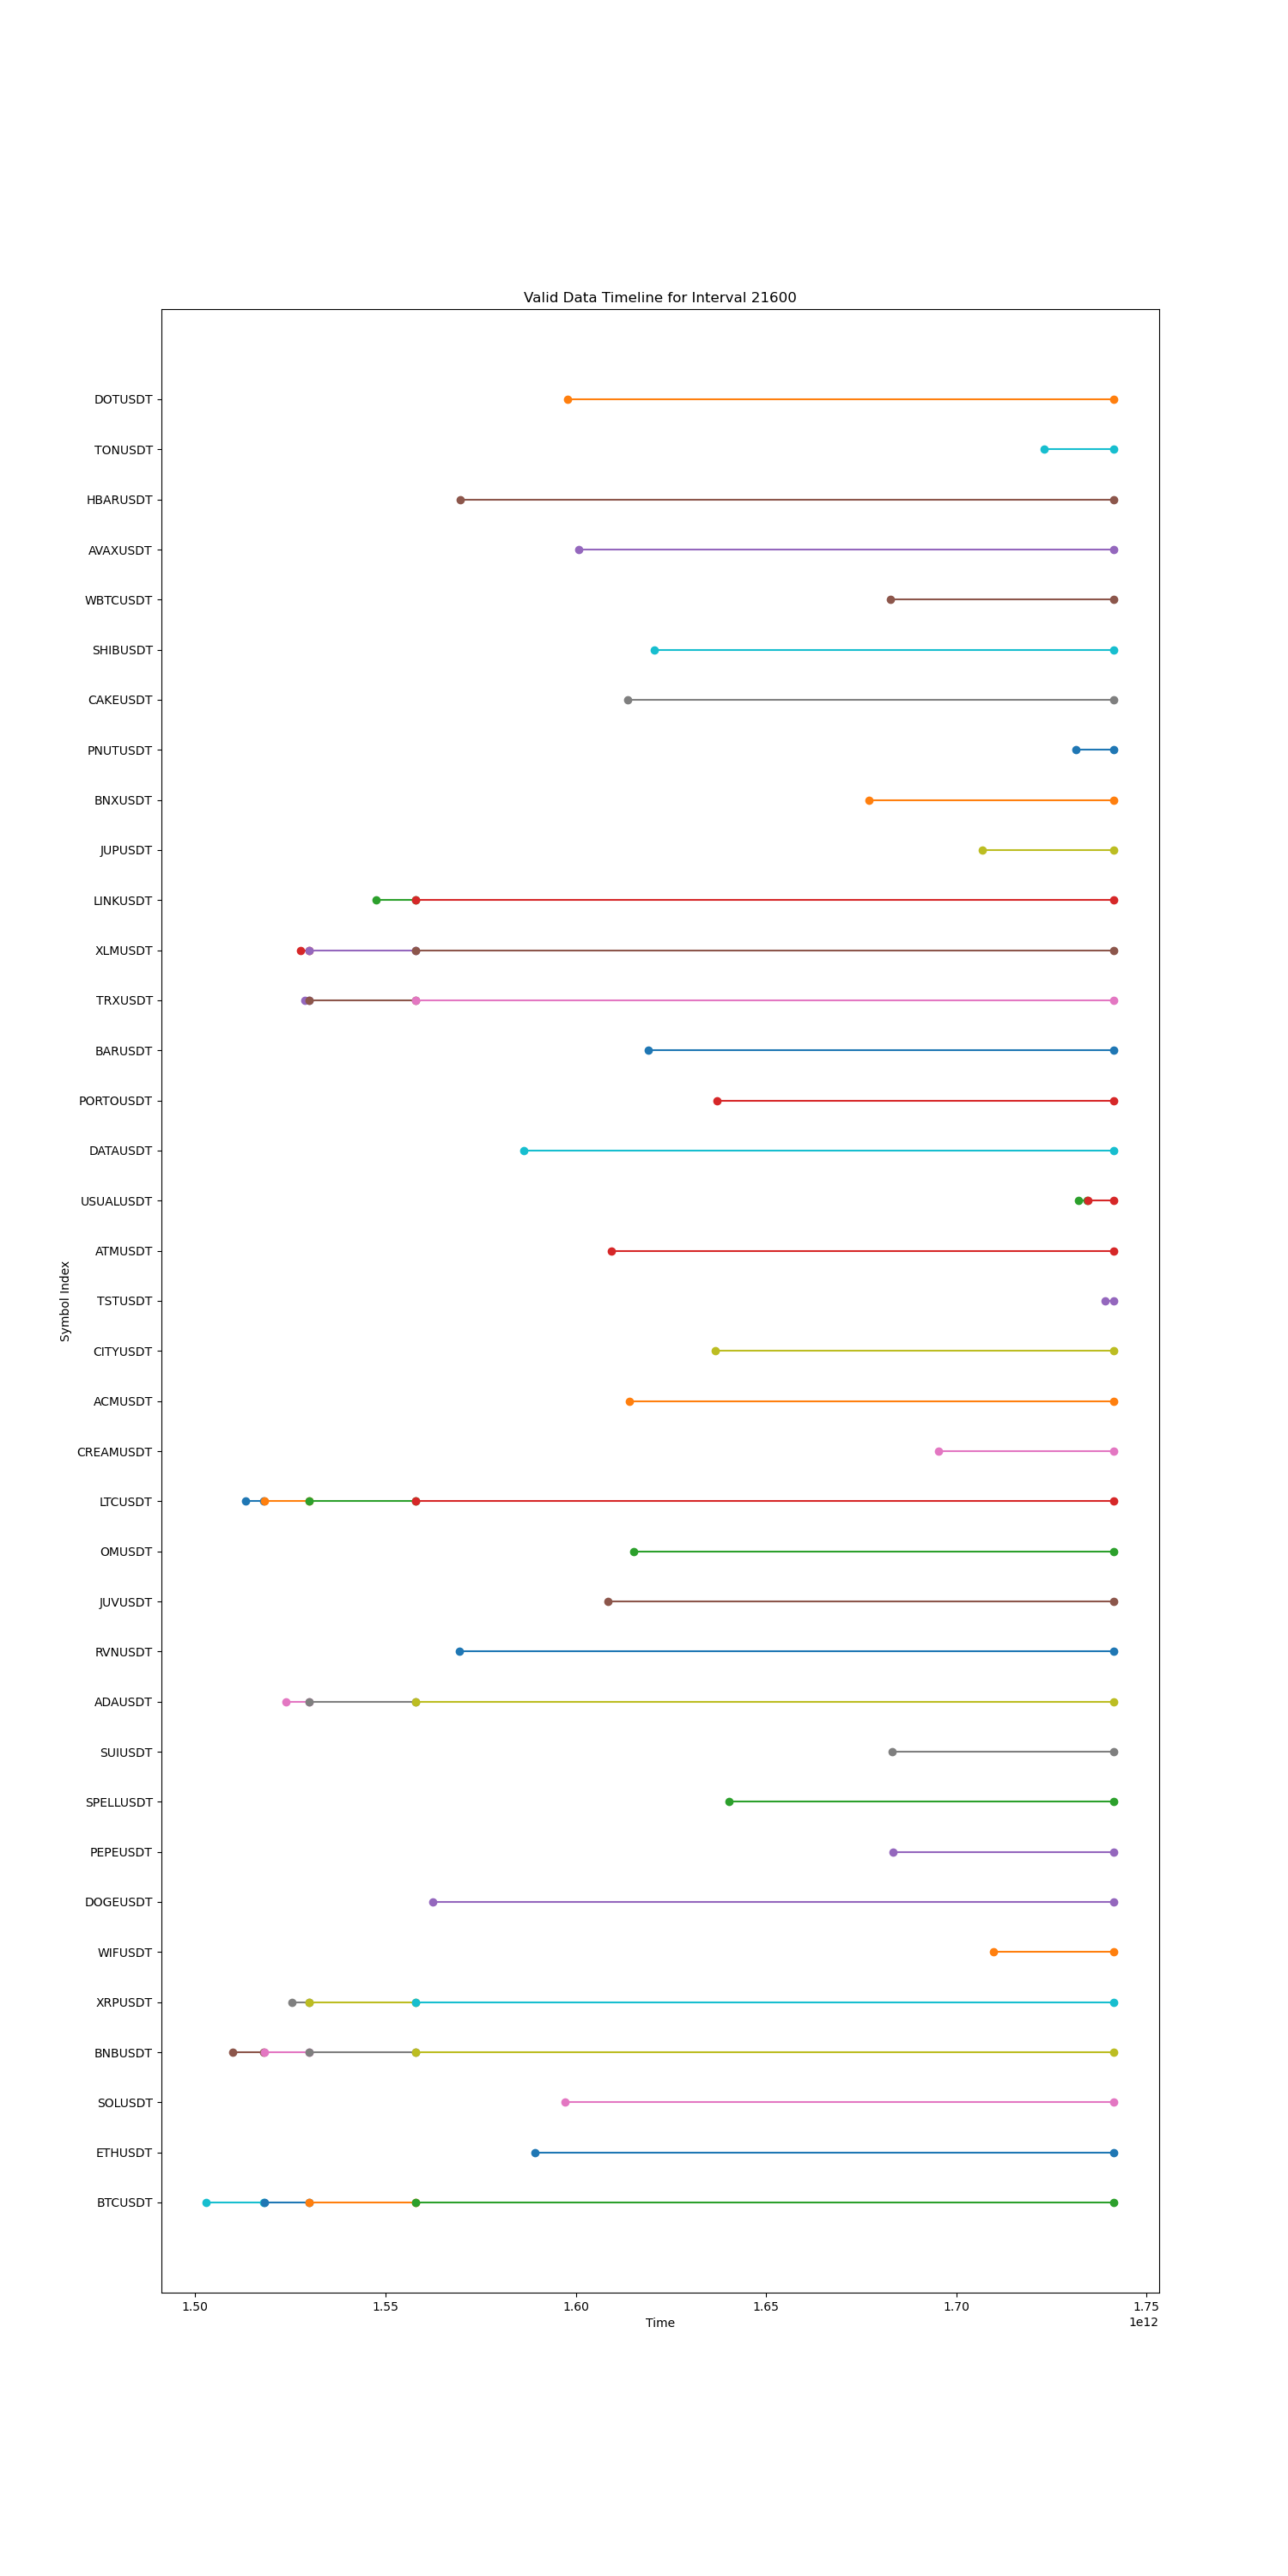 Valid Data Timeline for Interval 21600
DOTUSDT
TONUSDT
HBARUSDT
AVAXUSDT
WBTCUSDT
SHIBUSDT
CAKEUSDT
PNUTUSDT
BNXUSDT
JUPUSDT
LINKUSDT
XLMUSDT
TRXUSDT
BARUSDT
PORTOUSDT
DATAUSDT
USUALUSDT
ATMUSDT
TSTUSDT
CITYUSDT
ACMUSDT
CREAMUSDT
LTCUSDT
OMUSDT
JUVUSDT
RVNUSDT
ADAUSDT
SUIUSDT
SPELLUSDT
PEPEUSDT
DOGEUSDT
WIFUSDT
XRPUSDT
BNBUSDT
SOLUSDT
ETHUSDT
BTCUSDT
Symbol Index
1.50 1.55 1.60 1.65 1.70 1.75
1e12
Time